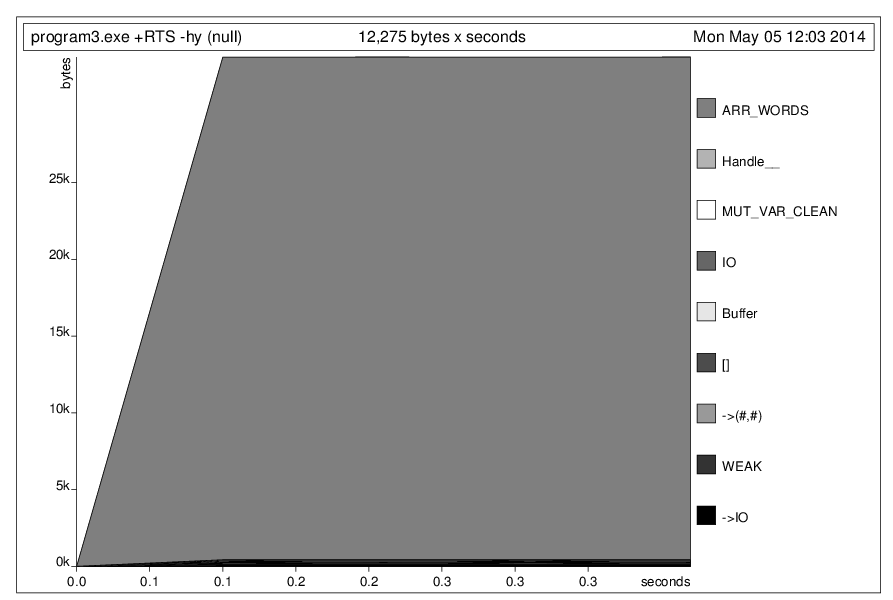 program3.exe +RTS -hy (null) 12,275 bytes x seconds Mon May 05 12:03 2014
bytes
25k
20k
15k
10k
5k
0k
0.0 0.1 0.1 0.2 0.2 0.3 0.3 0.3 seconds
ARR_WORDS
Handle__
MUT_VAR_CLEAN
IO
Buffer
[]
->(#,#)
WEAK
->IO